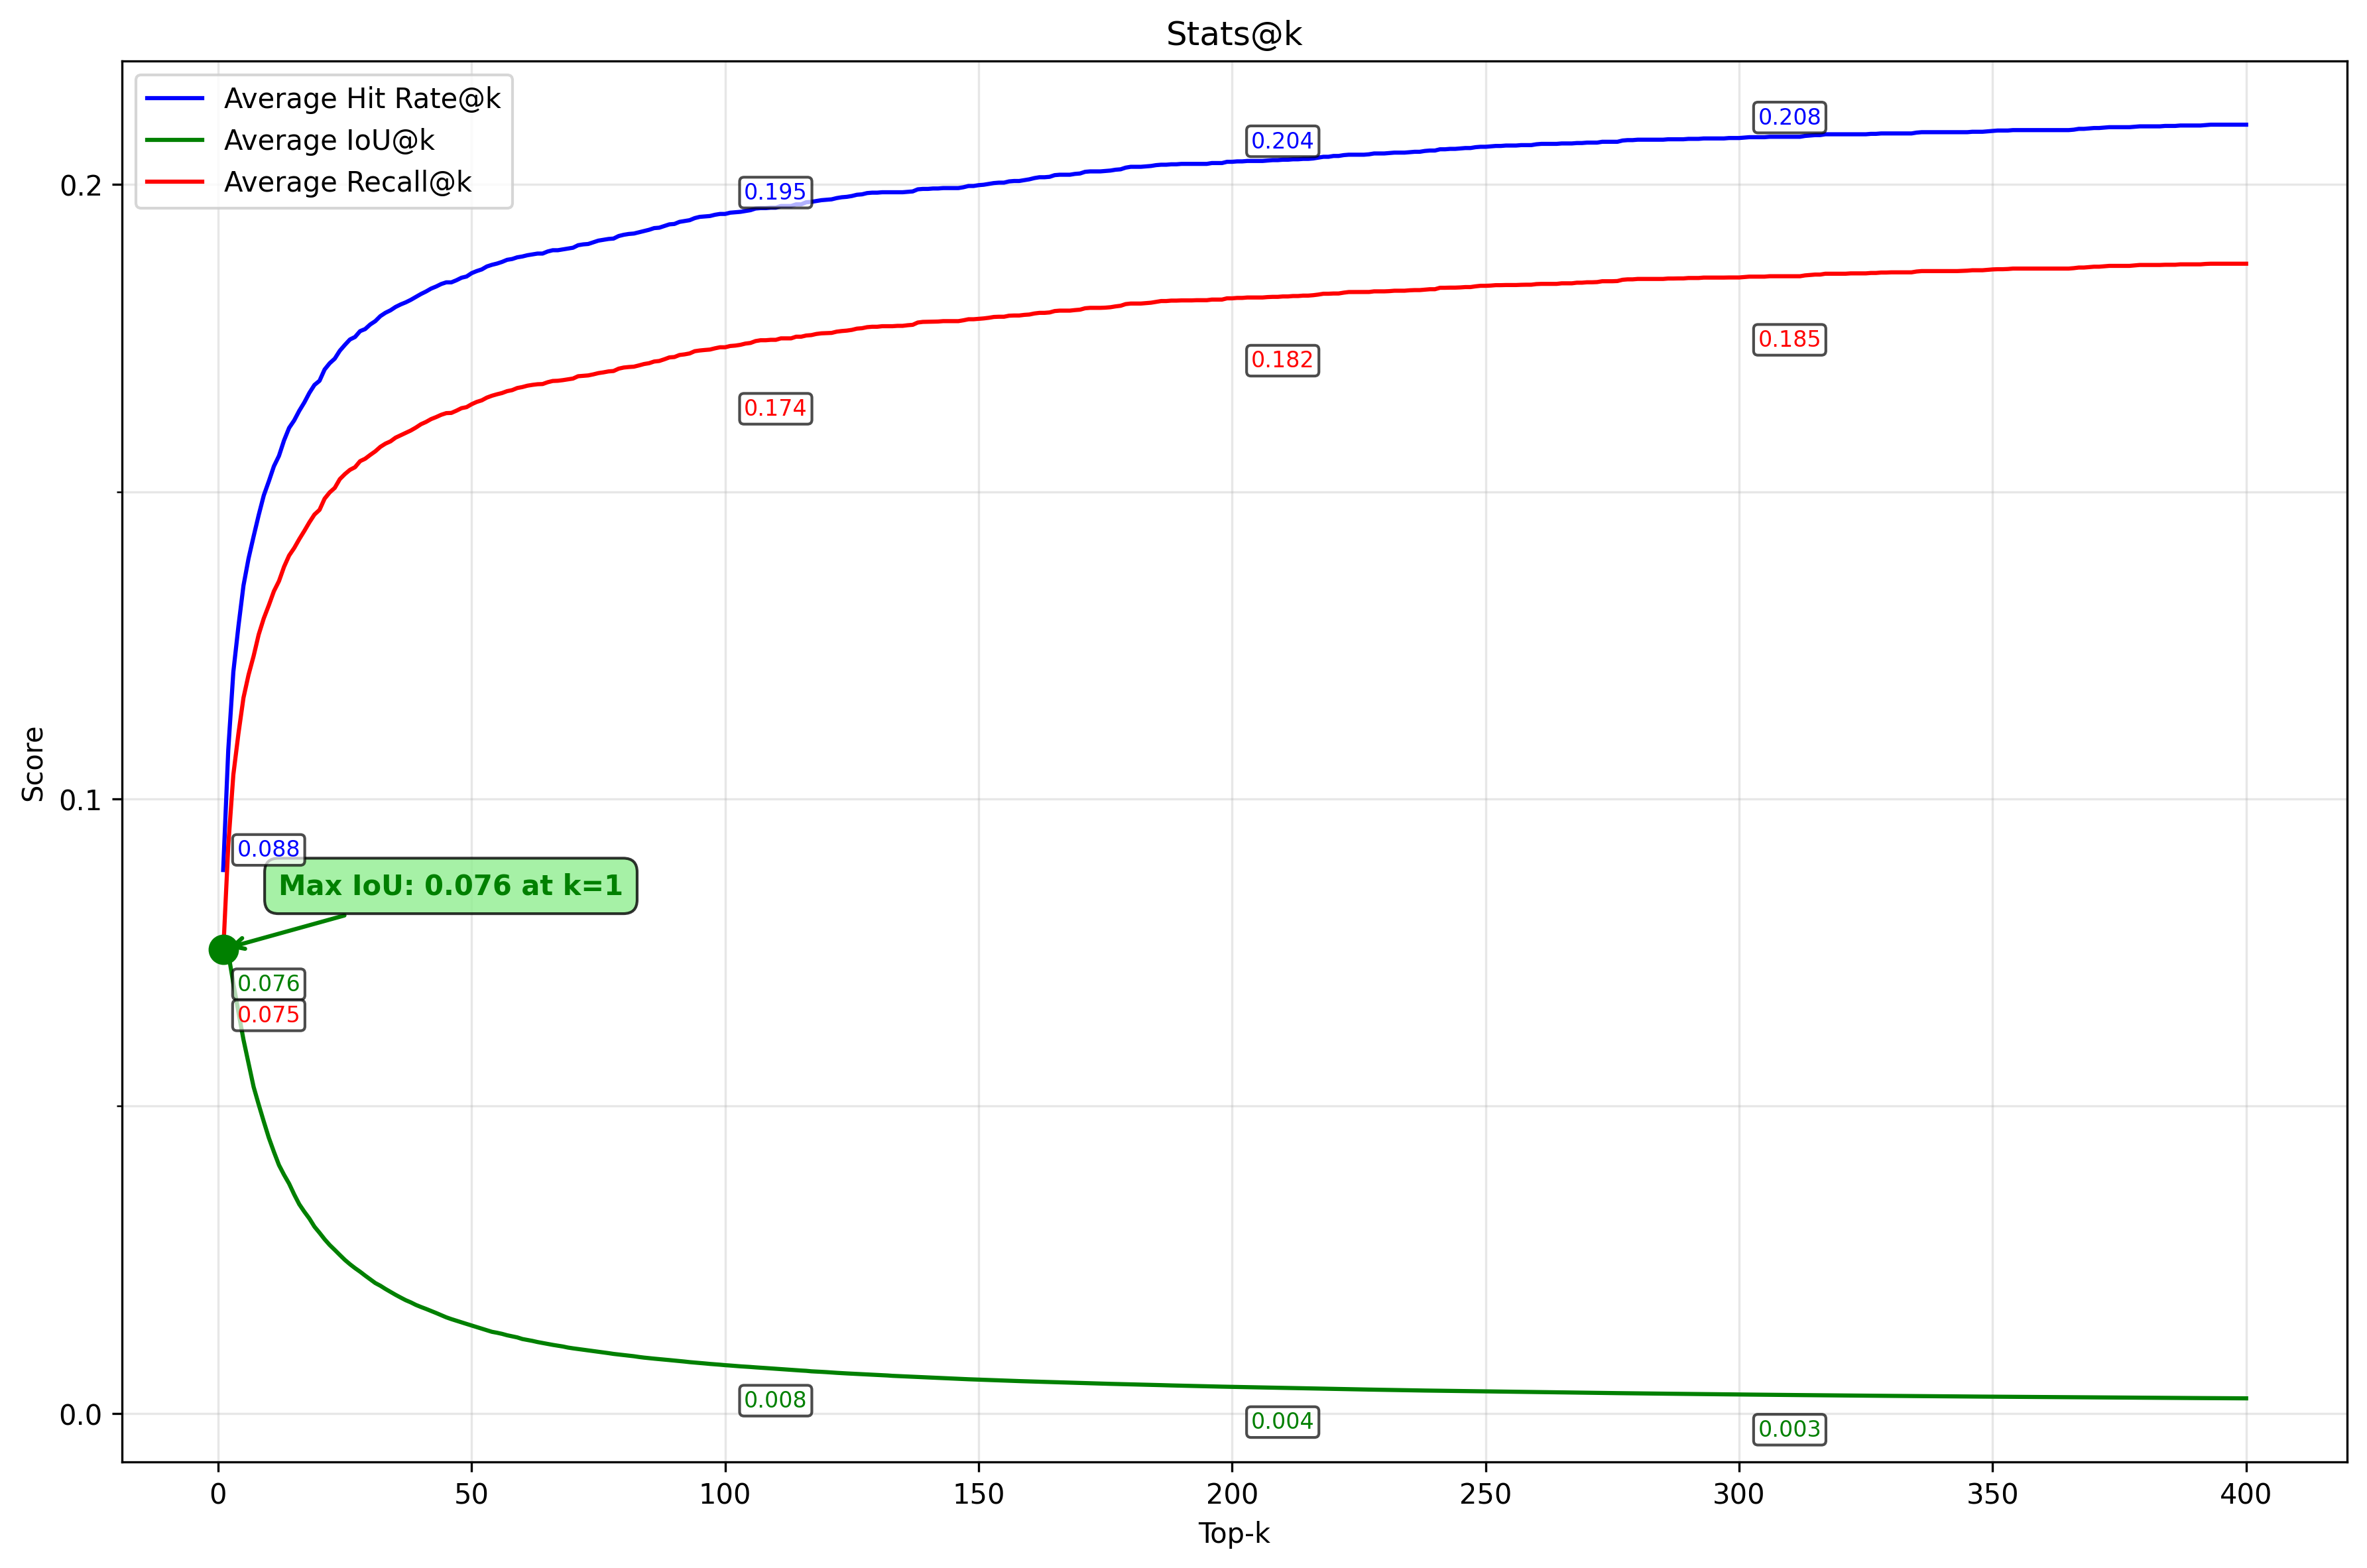 Stats@k
Average Hit Rate@k
Average IoU@k
Average Recall@k
0.208
0.204
0.195
0.2
0.185
0.182
0.174
Score
0.1
0.088
Max IoU: 0.076 at k=1
0.076
0.075
0.008
0.004
0.003
0.0
0 50 100 150 200 250 300 350 400
Top-k